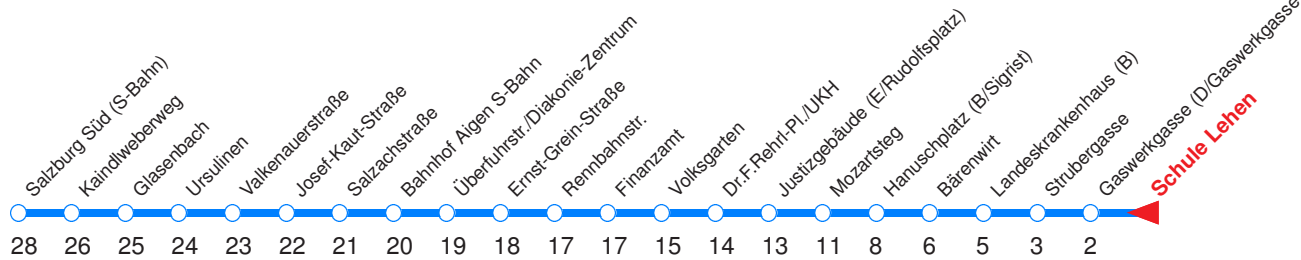 Salzburg Süd (S-Bahn)
Kaindlweberweg
Glasenbach
Ursulinen
Valkenauerstraße
Josef-Kaut-Straße
Salzachstraße
Bahnhof Aigen S-Bahn
Überfuhrstr./Diakonie-Zentrum
Ernst-Grein-Straße
Rennbahnstr.
Finanzamt
Volksgarten
Dr.F.Rehrl-Pl./UKH
Justizgebäude (E/Rudolfsplatz)
Mozartsteg
Hanuschplatz (B/Sigrist)
Bärenwirt
Landeskrankenhaus (B)
Strubergasse
Gaswerkgasse (D/Gaswerkgasse
Schule Lehen
28 26 25 24 23 22 21 20 19 18 17 17 15 14 13 11 8 6 5 3 2